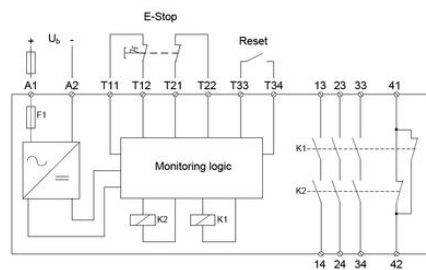 E-Stop
+ Ub -
Reset
A1 A2 T11 T12 T21 T22 T33 T34 13 23 33 41
F1
Monitoring logic
K1
K2
K2 K1
14 24 34 42